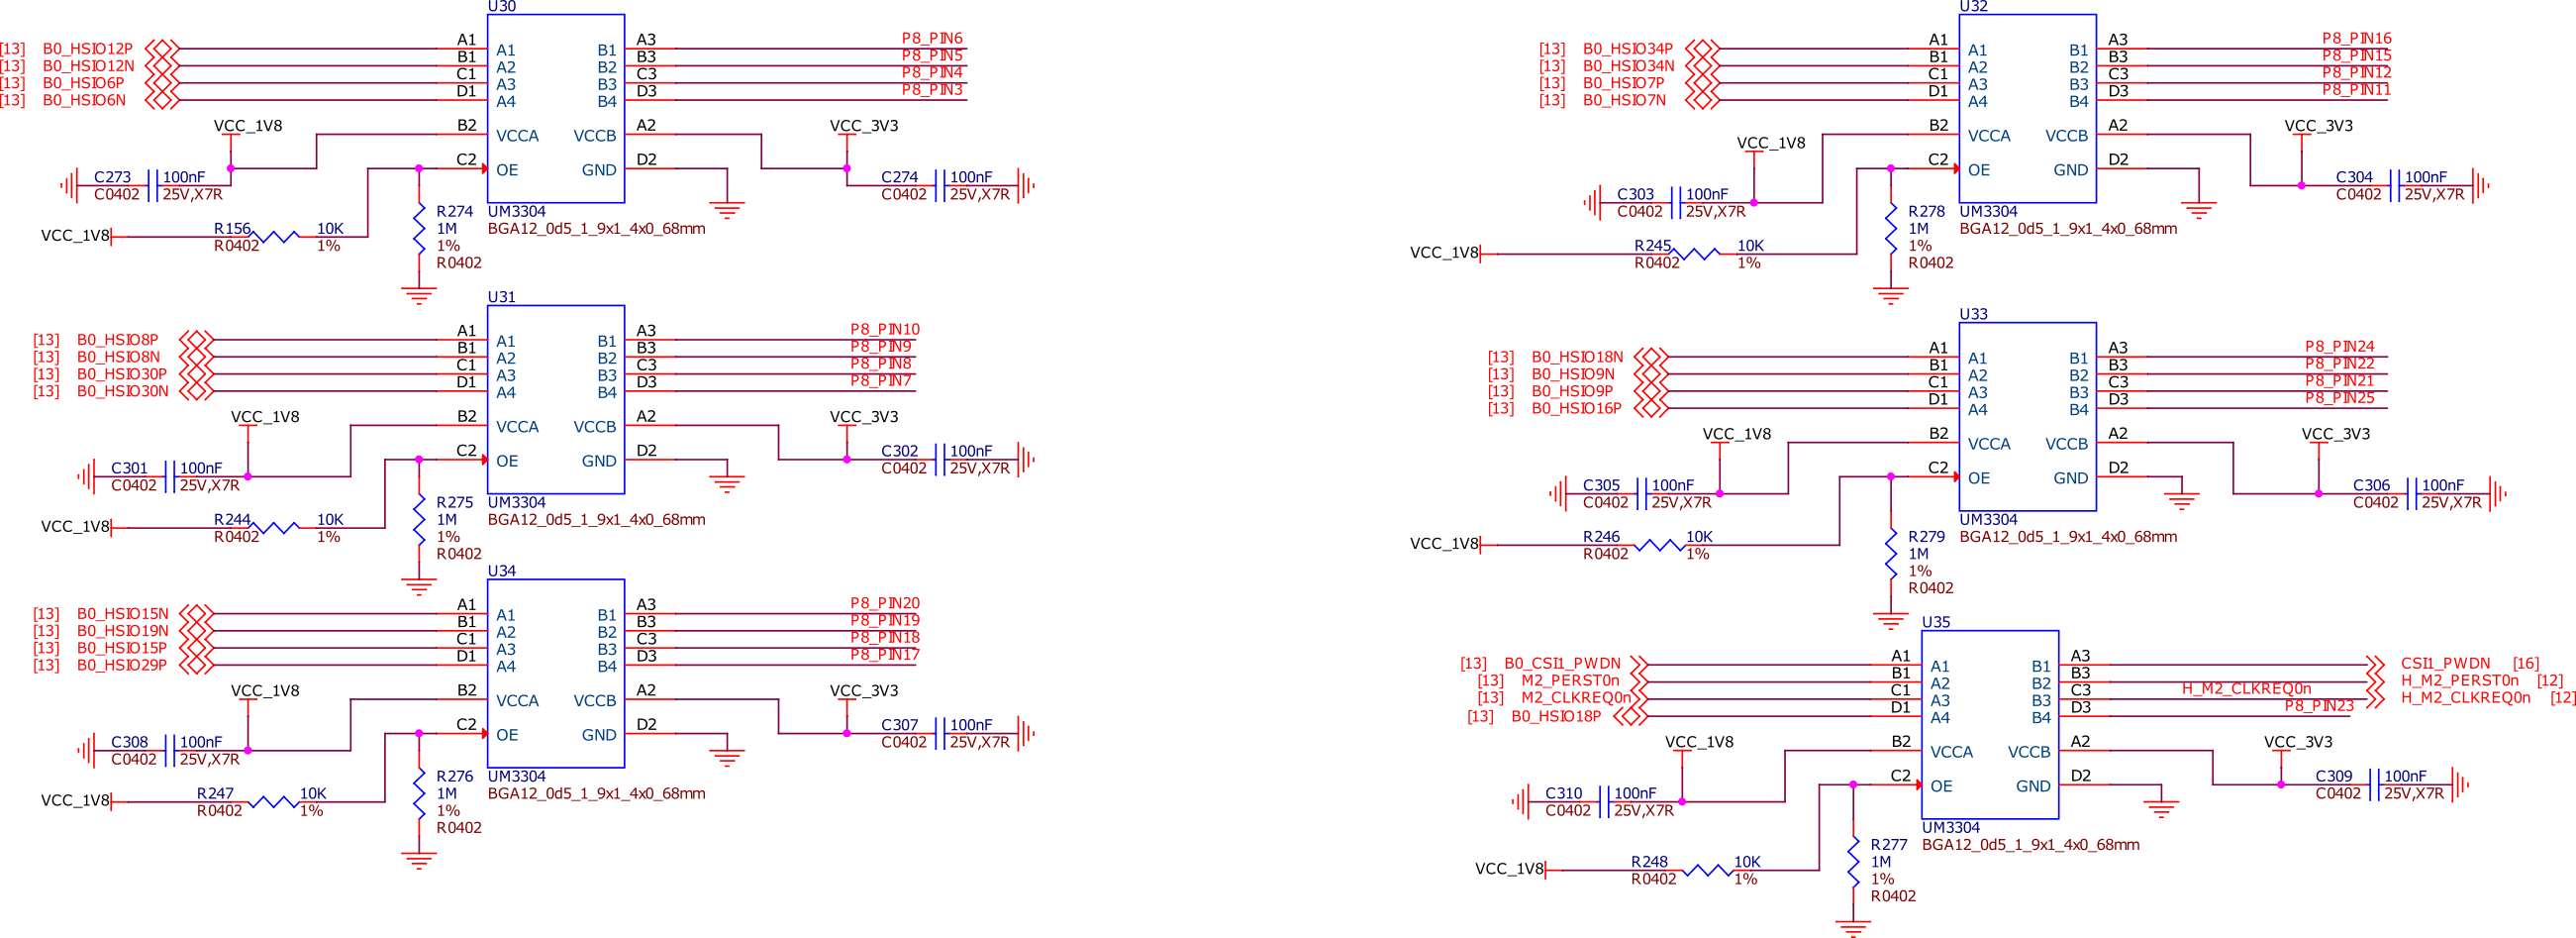 U30
[13] B0_HSIO12P A1 A1 B1 A3 P8_PIN6
[13] B0_HSIO12N B1 A2 B2 B3 P8_PIN5
[13] B0_HSIO6P C1 A3 B3 C3 P8_PIN4
[13] B0_HSIO6N D1 A4 B4 D3 P8_PIN3
VCC_1V8 B2 VCCA VCCB A2 VCC_3V3
C2 OE GND D2
C273 100nF C274 100nF
C0402 25V,X7R C0402 25V,X7R
UM3304
BGA12_0d5_1_9x1_4x0_68mm
R274
1M
1%
R0402
VCC_1V8 R156 10K
R0402 1%
U31
[13] B0_HSIO8P A1 A1 B1 A3 P8_PIN10
[13] B0_HSIO8N B1 A2 B2 B3 P8_PIN9
[13] B0_HSIO30P C1 A3 B3 C3 P8_PIN8
[13] B0_HSIO30N D1 A4 B4 D3 P8_PIN7
VCC_1V8 B2 VCCA VCCB A2 VCC_3V3
C2 OE GND D2
C301 100nF C302 100nF
C0402 25V,X7R C0402 25V,X7R
UM3304
BGA12_0d5_1_9x1_4x0_68mm
R275
1M
1%
R0402
VCC_1V8 R244 10K
R0402 1%
U34
[13] B0_HSIO15N A1 A1 B1 A3 P8_PIN20
[13] B0_HSIO19N B1 A2 B2 B3 P8_PIN19
[13] B0_HSIO15P C1 A3 B3 C3 P8_PIN18
[13] B0_HSIO29P D1 A4 B4 D3 P8_PIN17
VCC_1V8 B2 VCCA VCCB A2 VCC_3V3
C2 OE GND D2
C308 100nF C307 100nF
C0402 25V,X7R C0402 25V,X7R
UM3304
BGA12_0d5_1_9x1_4x0_68mm
R276
1M
1%
R0402
VCC_1V8 R247 10K
R0402 1%
U32
[13] B0_HSIO34P A1 A1 B1 A3 P8_PIN16
[13] B0_HSIO34N B1 A2 B2 B3 P8_PIN15
[13] B0_HSIO7P C1 A3 B3 C3 P8_PIN12
[13] B0_HSIO7N D1 A4 B4 D3 P8_PIN11
VCC_1V8 B2 VCCA VCCB A2 VCC_3V3
C2 OE GND D2
C303 100nF C304 100nF
C0402 25V,X7R C0402 25V,X7R
UM3304
BGA12_0d5_1_9x1_4x0_68mm
R278
1M
1%
R0402
VCC_1V8 R245 10K
R0402 1%
U33
[13] B0_HSIO18N A1 A1 B1 A3 P8_PIN24
[13] B0_HSIO9N B1 A2 B2 B3 P8_PIN22
[13] B0_HSIO9P C1 A3 B3 C3 P8_PIN21
[13] B0_HSIO16P D1 A4 B4 D3 P8_PIN25
VCC_1V8 B2 VCCA VCCB A2 VCC_3V3
C2 OE GND D2
C305 100nF C306 100nF
C0402 25V,X7R C0402 25V,X7R
UM3304
BGA12_0d5_1_9x1_4x0_68mm
R279
1M
1%
R0402
VCC_1V8 R246 10K
R0402 1%
U35
[13] B0_CSI1_PWDN A1 A1 B1 A3 CSI1_PWDN [16]
[13] M2_PERST0n B1 A2 B2 B3 H_M2_PERST0n [12]
[13] M2_CLKREQ0n C1 A3 B3 C3 H_M2_CLKREQ0n H_M2_CLKREQ0n [12]
[13] B0_HSIO18P D1 A4 B4 D3 P8_PIN23
VCC_1V8 B2 VCCA VCCB A2 VCC_3V3
C2 OE GND D2
C310 100nF C309 100nF
C0402 25V,X7R C0402 25V,X7R
UM3304
BGA12_0d5_1_9x1_4x0_68mm
R277
1M
1%
R0402
VCC_1V8 R248 10K
R0402 1%